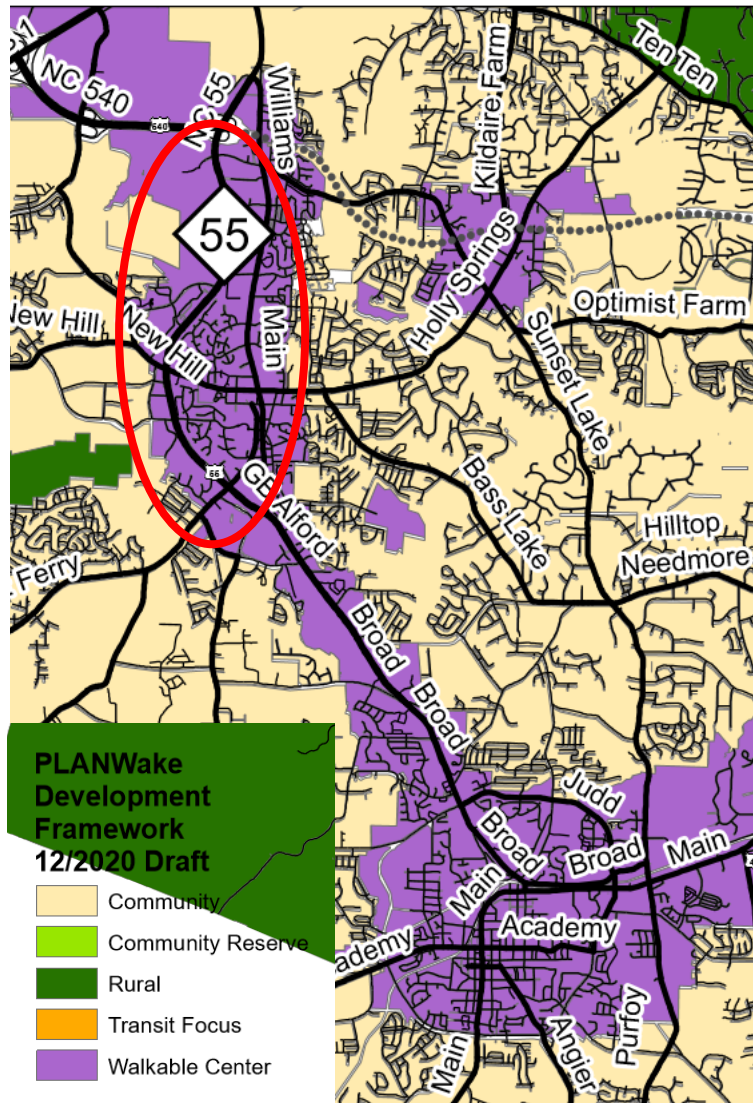 NC 540
540
NC 55
Williams
Kildaire Farm
Ten Ten
55
Holly Springs
Optimist Farm
New Hill
New Hill
Main
Sunset Lake
66
GB Alford
Bass Lake
Hilltop
Needmore
Ferry
Broad
Broad
Judd
Broad
Broad
Main
Main
Academy
ademy
Main
Angier
Purfoy
PLANWake
Development
Framework
12/2020 Draft
Community
Community Reserve
Rural
Transit Focus
Walkable Center